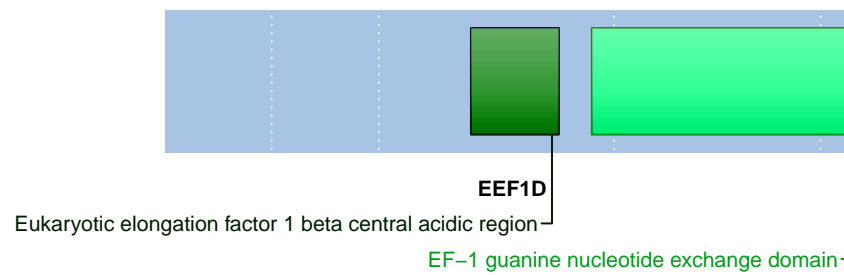 EEF1D
Eukaryotic elongation factor 1 beta central acidic region
EF−1 guanine nucleotide exchange domain